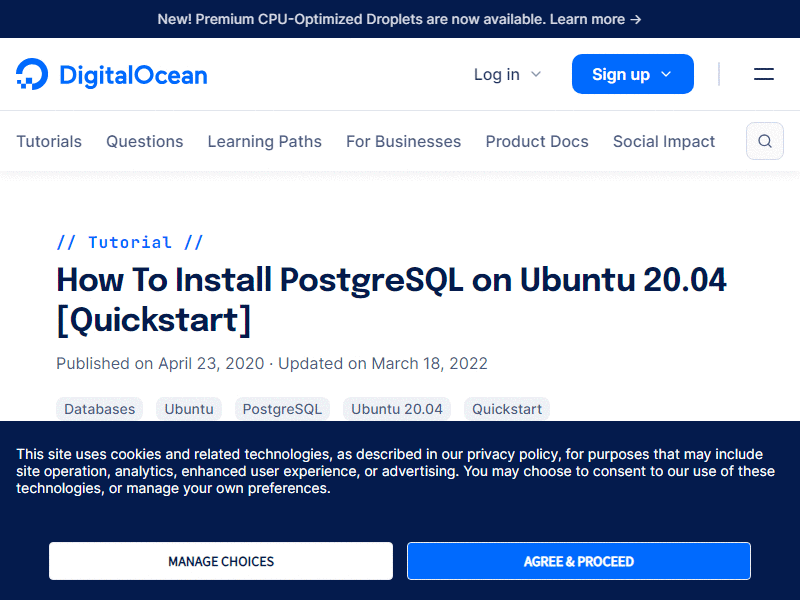 New! Premium CPU-Optimized Droplets are now available. Learn more →
DigitalOcean
Log in
Sign up
Tutorials Questions Learning Paths For Businesses Product Docs Social Impact
// Tutorial //
How To Install PostgreSQL on Ubuntu 20.04
[Quickstart]
Published on April 23, 2020 · Updated on March 18, 2022
Databases Ubuntu PostgreSQL Ubuntu 20.04 Quickstart
This site uses cookies and related technologies, as described in our privacy policy, for purposes that may include
site operation, analytics, enhanced user experience, or advertising. You may choose to consent to our use of these
technologies, or manage your own preferences.
MANAGE CHOICES
AGREE & PROCEED